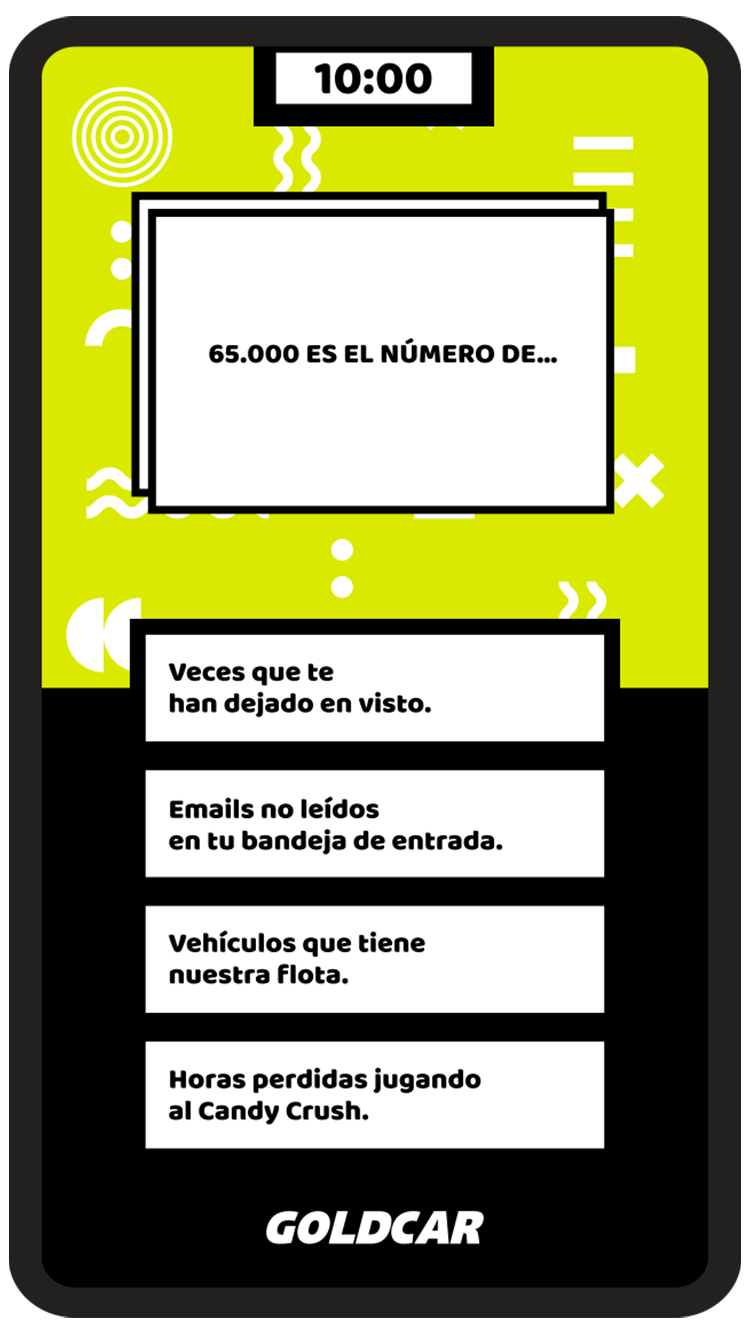 10:00
65.000 ES EL NÚMERO DE...
Veces que te
han dejado en visto.
Emails no leídos
en tu bandeja de entrada.
Vehículos que tiene
nuestra flota.
Horas perdidas jugando
al Candy Crush.
GOLDCAR